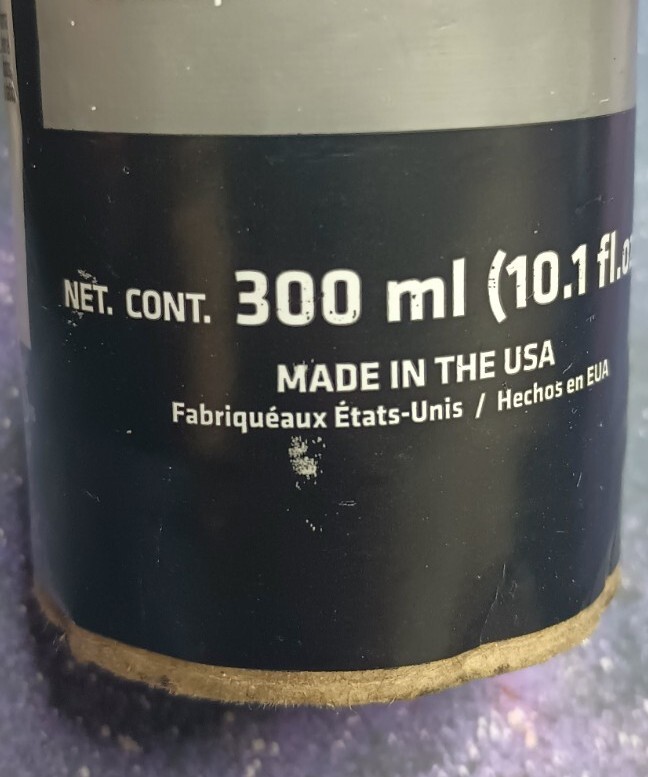 NET. CONT. 300 ml (10.1 fl.o
MADE IN THE USA
Fabriquéaux États-Unis / Hechos en EUA